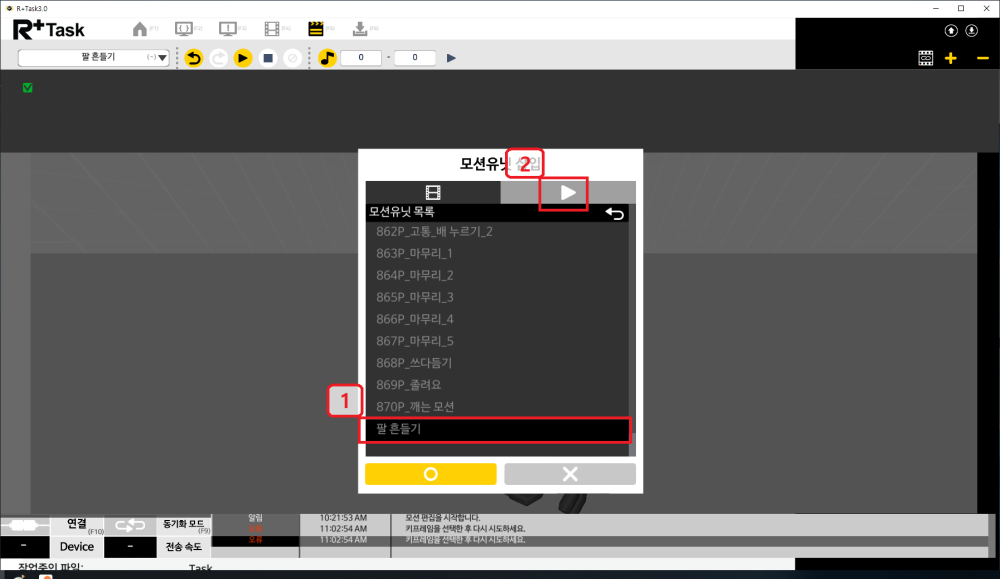 R+Task3.0
R+Task
(F1)
(F2)
(F3)
(F4)
(F5)
(F6)
팔 흔들기 (-)
0 - 0
2
모션유닛
모션유닛 목록
862P_고통_배 누르기_2
863P_마무리_1
864P_마무리_2
865P_마무리_3
866P_마무리_4
867P_마무리_5
868P_쓰다듬기
869P_졸려요
1
870P_깨는 모션
팔 흔들기
연결 (F10)
동기화 모드 (F9)
- Device - 전송 속도
알림 10:21:53 AM 모션 편집을 시작합니다.
11:02:54 AM 키프레임을 선택한 후 다시 시도하세요.
오류 11:02:54 AM 키프레임을 선택한 후 다시 시도하세요.
작업중인 파일: Task